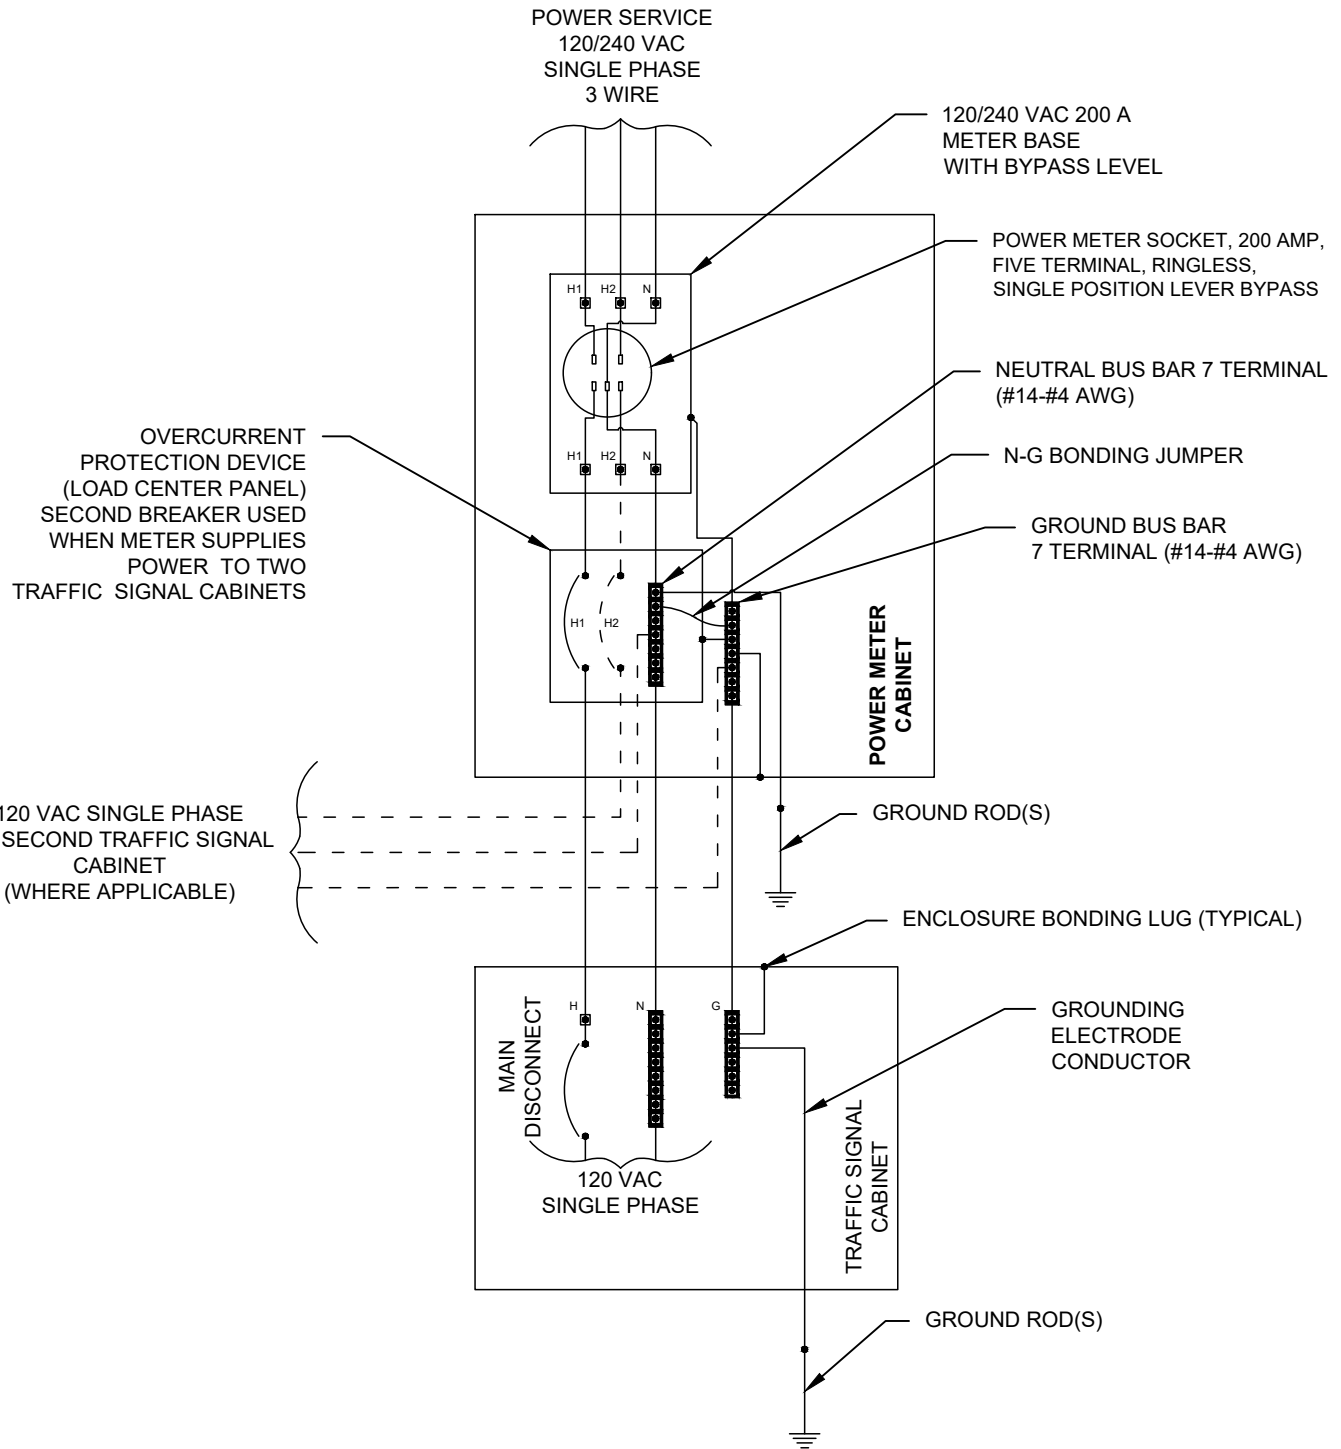 POWER SERVICE
120/240 VAC
SINGLE PHASE
3 WIRE
120/240 VAC 200 A
METER BASE
WITH BYPASS LEVEL
POWER METER SOCKET, 200 AMP,
FIVE TERMINAL, RINGLESS,
SINGLE POSITION LEVER BYPASS
H1 H2 N
NEUTRAL BUS BAR 7 TERMINAL
(#14-#4 AWG)
H1 H2 N
N-G BONDING JUMPER
OVERCURRENT
PROTECTION DEVICE
(LOAD CENTER PANEL)
SECOND BREAKER USED
WHEN METER SUPPLIES
POWER TO TWO
TRAFFIC SIGNAL CABINETS
GROUND BUS BAR
7 TERMINAL (#14-#4 AWG)
H1 H2
POWER METER
CABINET
120 VAC SINGLE PHASE
SECOND TRAFFIC SIGNAL
CABINET
(WHERE APPLICABLE)
GROUND ROD(S)
ENCLOSURE BONDING LUG (TYPICAL)
H N G
MAIN
DISCONNECT
GROUNDING
ELECTRODE
CONDUCTOR
120 VAC
SINGLE PHASE
TRAFFIC SIGNAL
CABINET
GROUND ROD(S)